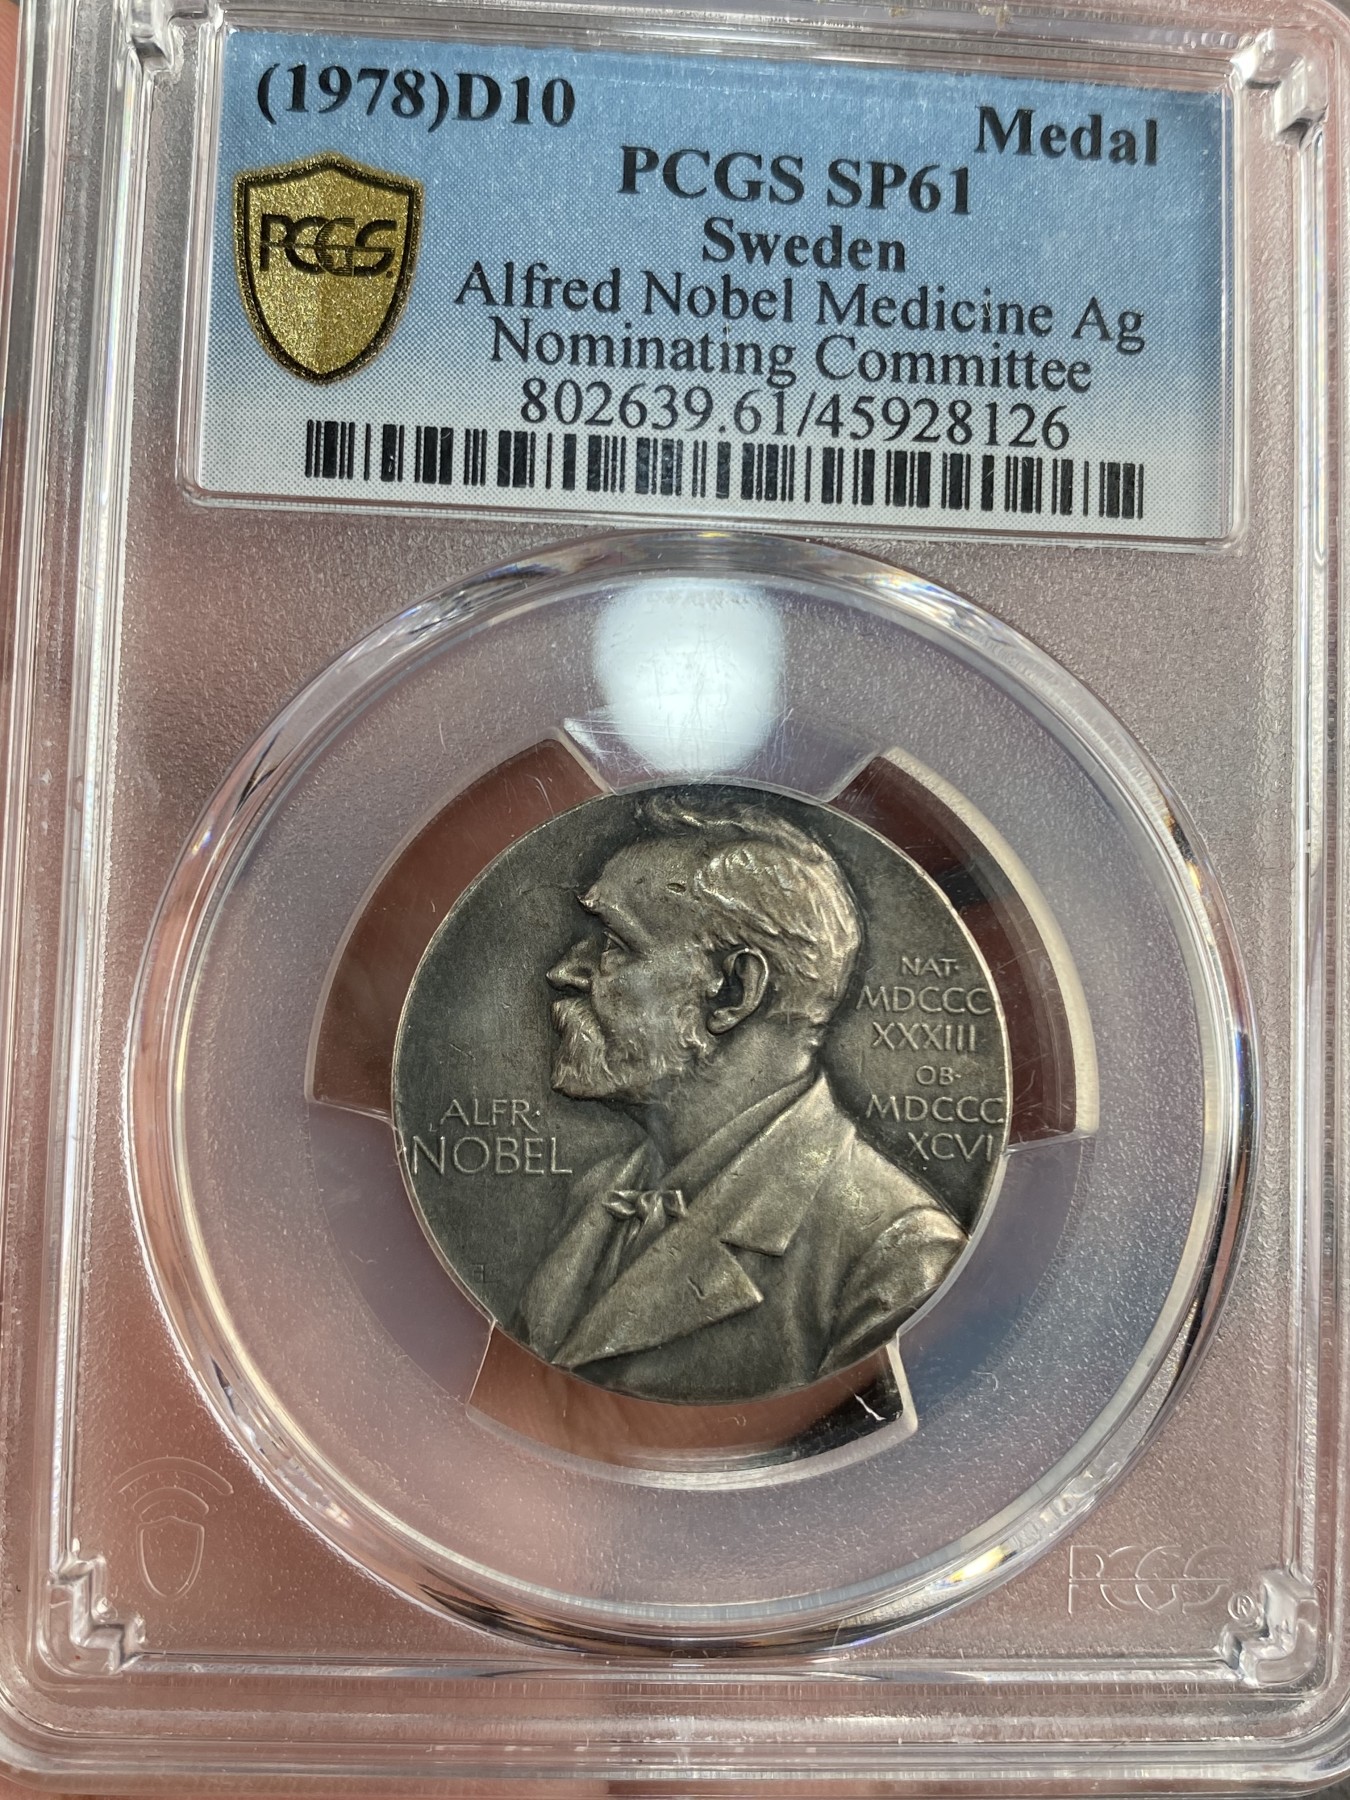 (1978)D10 Medal
PCGS SP61
PCGS
Sweden
Alfred Nobel Medicine Ag
Nominating Committee
802639.61/45928126
NAT·
MDCCC
XXXIII
OB·
MDCCC
XCVI
ALFR·
NOBEL
EL
PCGS®